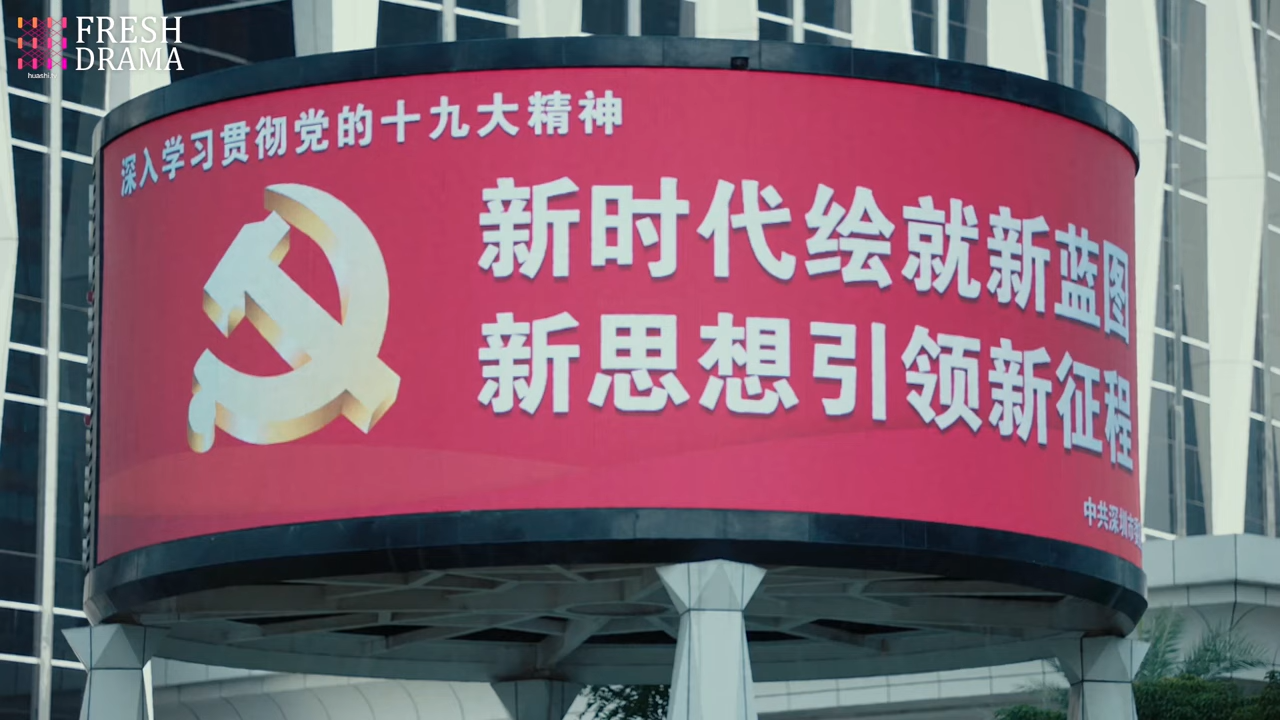 FRESH
DRAMA
huashi.tv
深入学习贯彻党的十九大精神
新时代绘就新蓝图
新思想引领新征程
中共深圳市